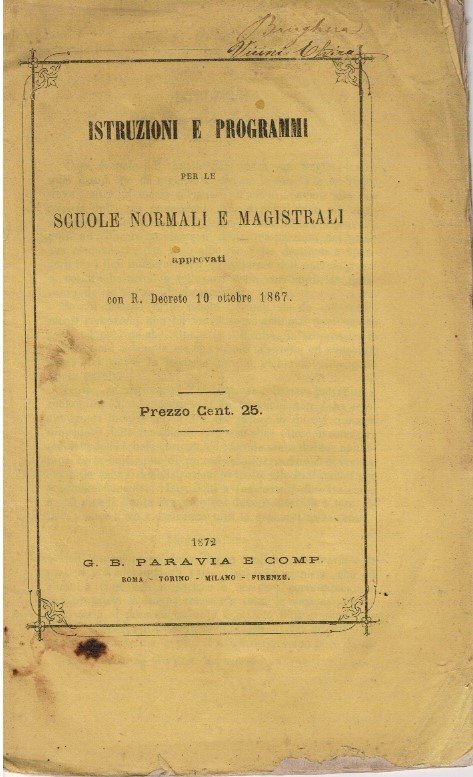 ISTRUZIONI E PROGRAMMI
PER LE
SCUOLE NORMALI E MAGISTRALI
approvati
con R. Decreto 10 ottobre 1867.
Prezzo Cent. 25.
1872
G. B. PARAVIA E COMP.
ROMA - TORINO - MILANO - FIRENZE.